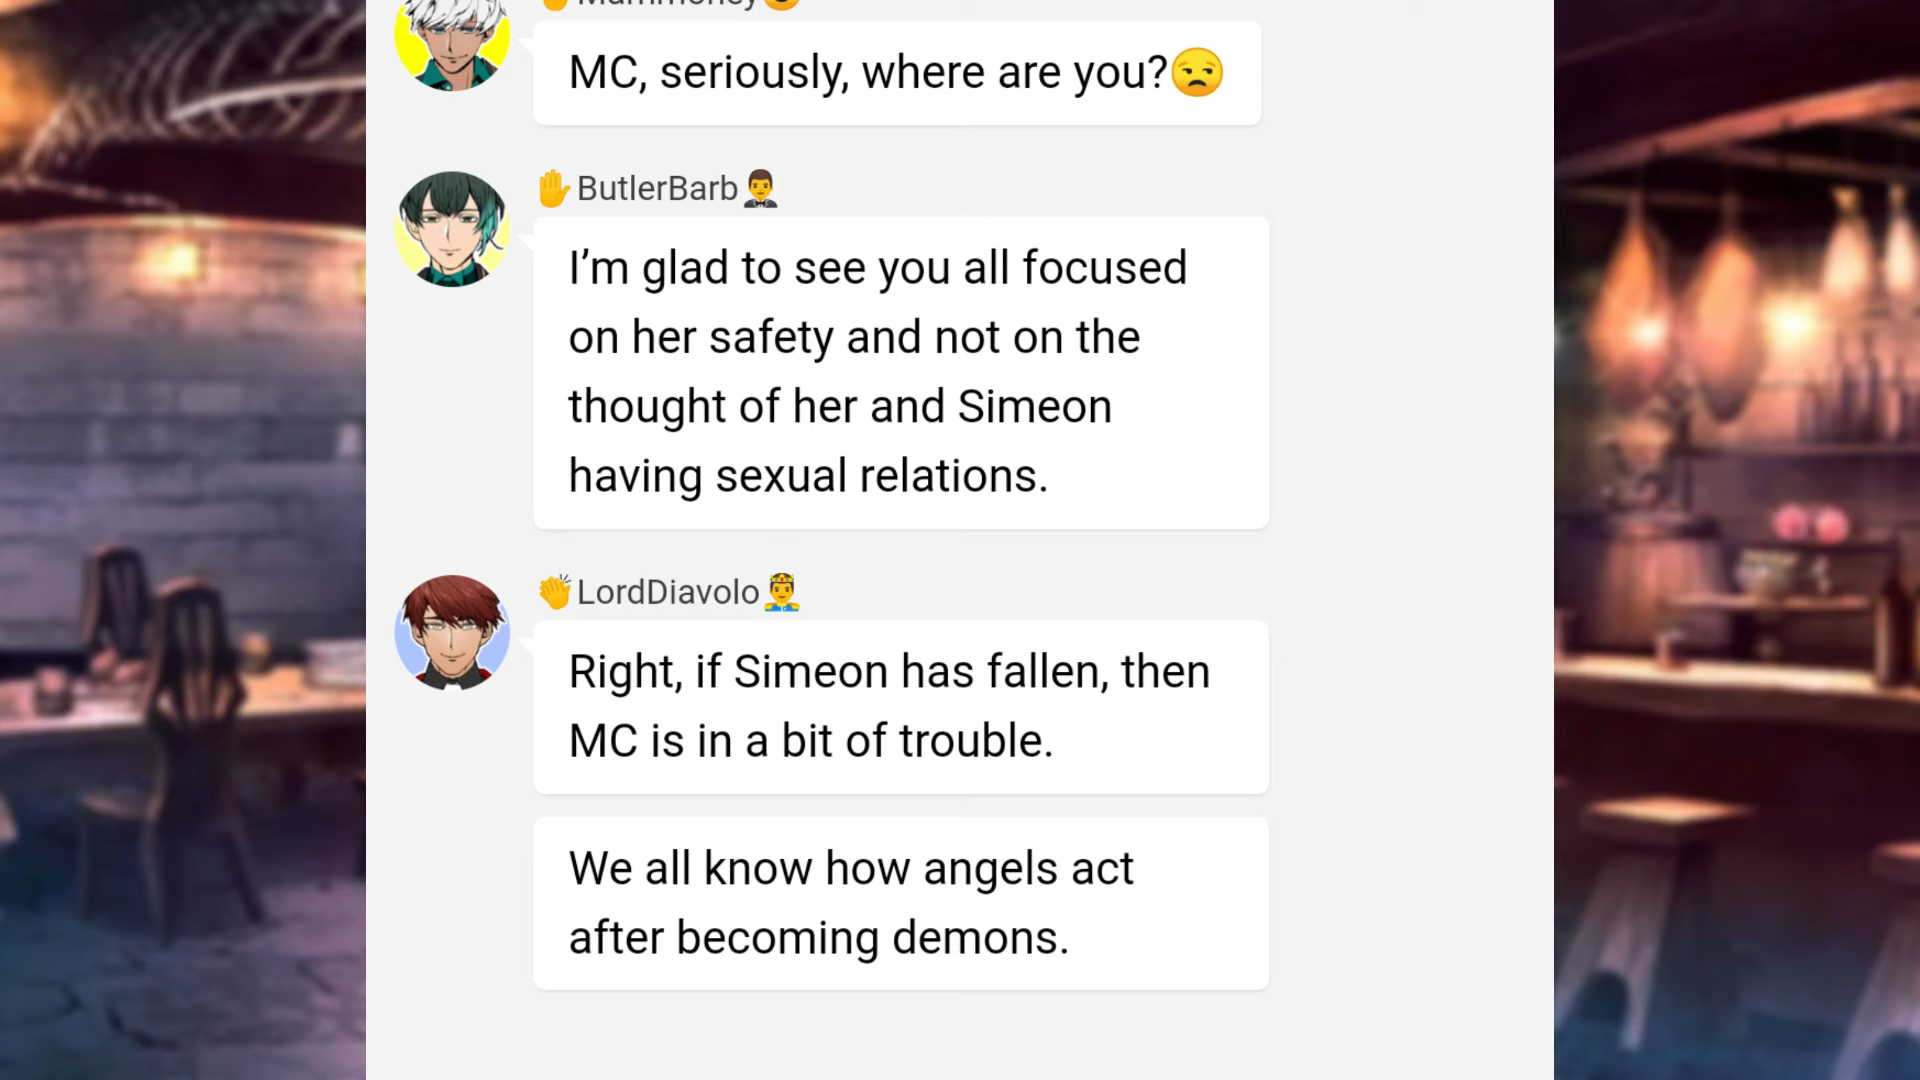 Mammoney
MC, seriously, where are you?😒
✋ButlerBarb🤵‍♂️
I’m glad to see you all focused
on her safety and not on the
thought of her and Simeon
having sexual relations.
👏LordDiavolo🤴
Right, if Simeon has fallen, then
MC is in a bit of trouble.
We all know how angels act
after becoming demons.